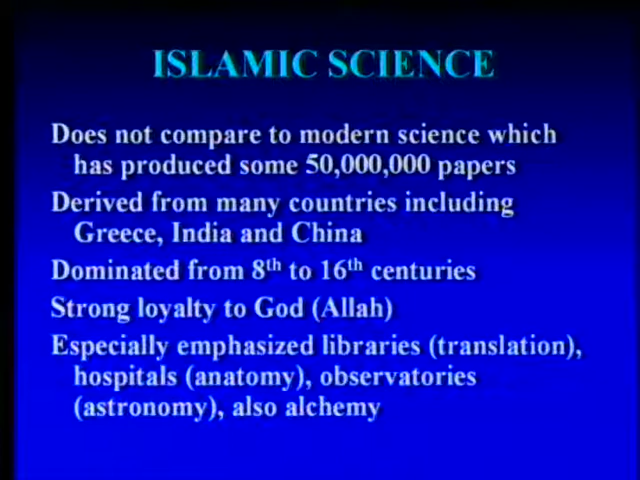 ISLAMIC SCIENCE
Does not compare to modern science which
has produced some 50,000,000 papers
Derived from many countries including
Greece, India and China
Dominated from 8th to 16th centuries
Strong loyalty to God (Allah)
Especially emphasized libraries (translation),
hospitals (anatomy), observatories
(astronomy), also alchemy